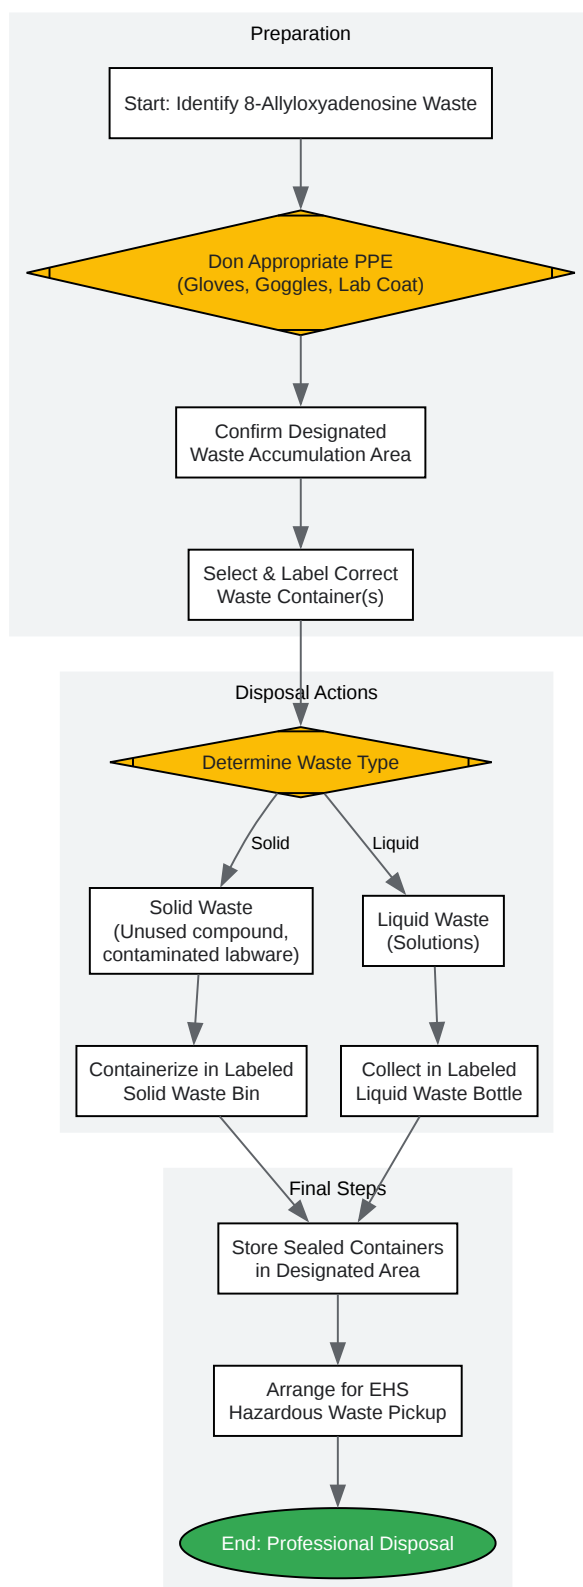 Preparation
Start: Identify 8-Allyloxyadenosine Waste
Don Appropriate PPE
(Gloves, Goggles, Lab Coat)
Confirm Designated
Waste Accumulation Area
Select & Label Correct
Waste Container(s)
Disposal Actions
Determine Waste Type
Solid
Liquid
Solid Waste
(Unused compound,
contaminated labware)
Liquid Waste
(Solutions)
Containerize in Labeled
Solid Waste Bin
Collect in Labeled
Liquid Waste Bottle
Final Steps
Store Sealed Containers
in Designated Area
Arrange for EHS
Hazardous Waste Pickup
End: Professional Disposal